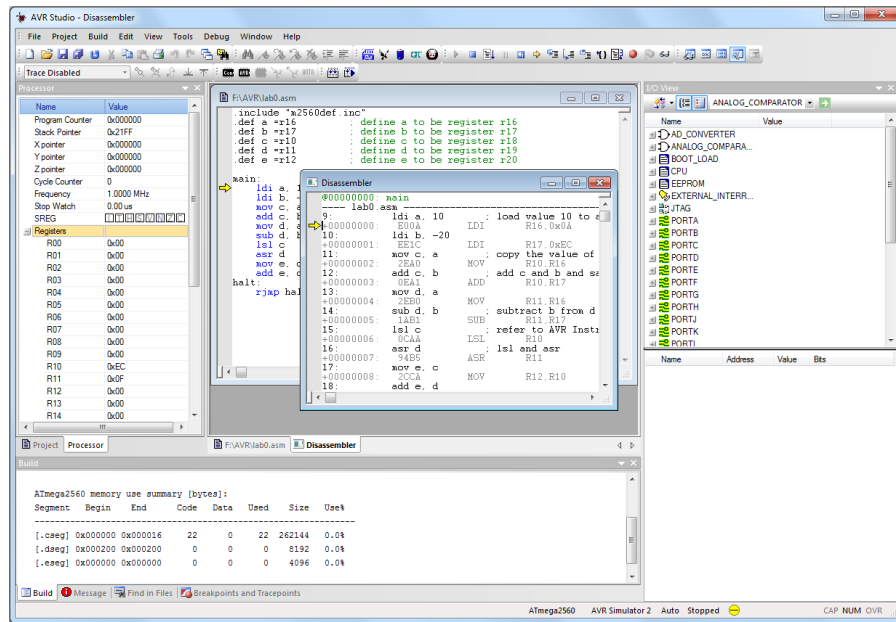 AVR Studio - Disassembler
File Project Build Edit View Tools Debug Window Help
Trace Disabled
Processor
Name Value
Program Counter 0x000000
Stack Pointer 0x21FF
X pointer 0x000000
Y pointer 0x000000
Z pointer 0x000000
Cycle Counter 0
Frequency 1.0000 MHz
Stop Watch 0.00 us
SREG I T H S V N Z C
Registers
R00 0x00
R01 0x00
R02 0x00
R03 0x00
R04 0x00
R05 0x00
R06 0x00
R07 0x00
R08 0x00
R09 0x00
R10 0xEC
R11 0x0F
R12 0x00
R13 0x00
R14 0x00
Project Processor
F:\AVR\lab0.asm
.include "m2560def.inc"
.def a =r16 ; define a to be register r16
.def b =r17 ; define b to be register r17
.def c =r10 ; define c to be register r18
.def d =r11 ; define d to be register r19
.def e =r12 ; define e to be register r20
main:
ldi a, 1
ldi b, -
mov c, a
add c, b
mov d, a
sub d, b
lsl c
asr d
mov e, c
add e, d
halt:
rjmp hal
Disassembler
@00000000: main
---- lab0.asm
9: ldi a, 10 ; load value 10 to a
+00000000: E00A LDI R16,0x0A
10: ldi b, -20
+00000001: EE1C LDI R17,0xEC
11: mov c, a ; copy the value of
+00000002: 2EA0 MOV R10,R16
12: add c, b ; add c and b and sa
+00000003: 0EA1 ADD R10,R17
13: mov d, a
+00000004: 2EB0 MOV R11,R16
14: sub d, b ; subtract b from d
+00000005: 1AB1 SUB R11,R17
15: lsl c ; refer to AVR Instr
+00000006: 0CAA LSL R10
16: asr d ; lsl and asr
+00000007: 94B5 ASR R11
17: mov e, c
+00000008: 2CCA MOV R12,R10
18: add e, d
F:\AVR\lab0.asm Disassembler
I/O View
ANALOG_COMPARATOR
Name Value
AD_CONVERTER
ANALOG_COMPARA...
BOOT_LOAD
CPU
EEPROM
EXTERNAL_INTERR...
JTAG
PORTA
PORTB
PORTC
PORTD
PORTE
PORTF
PORTG
PORTH
PORTJ
PORTK
PORTL
Name Address Value Bits
Build
ATmega2560 memory use summary [bytes]:
Segment Begin End Code Data Used Size Use%
[.cseg] 0x000000 0x000016 22 0 22 262144 0.0%
[.dseg] 0x000200 0x000200 0 0 0 8192 0.0%
[.eseg] 0x000000 0x000000 0 0 0 4096 0.0%
Build Message Find in Files Breakpoints and Tracepoints
ATmega2560 AVR Simulator 2 Auto Stopped CAP NUM OVR